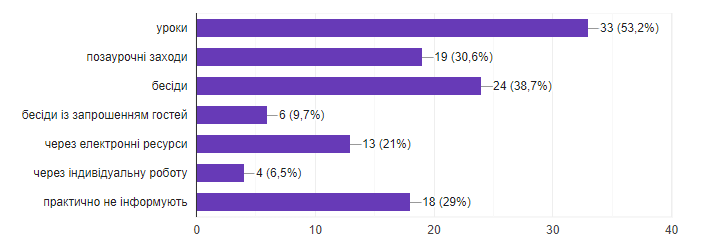 уроки 33 (53,2%)
позаурочні заходи 19 (30,6%)
бесіди 24 (38,7%)
бесіди із запрошенням гостей 6 (9,7%)
через електронні ресурси 13 (21%)
через індивідуальну роботу 4 (6,5%)
практично не інформують 18 (29%)
0 10 20 30 40